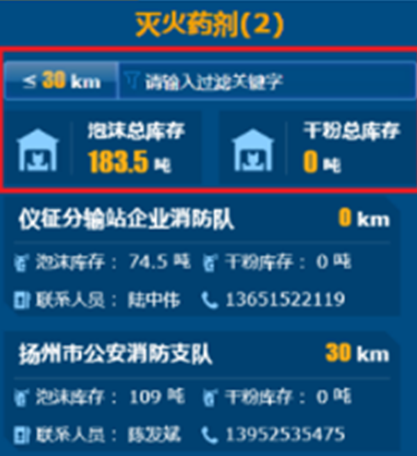 灭火药剂(2)
≤ 30 km 请输入过滤关键字
泡沫总库存 干粉总库存
183.5 吨 0 吨
仪征分输站企业消防队 0 km
泡沫库存： 74.5 吨 干粉库存： 0 吨
联系人员： 陆中伟 13651522119
扬州市公安消防支队 30 km
泡沫库存： 109 吨 干粉库存： 0 吨
联系人员： 陈发斌 13952535475